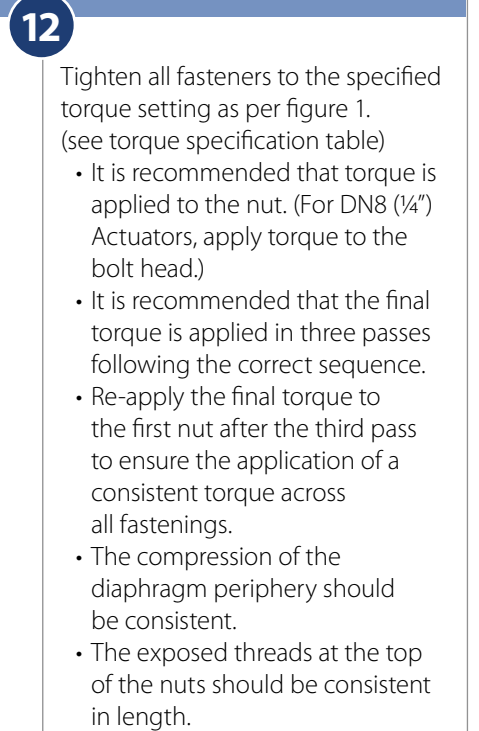 12
Tighten all fasteners to the specified
torque setting as per figure 1.
(see torque specification table)
• It is recommended that torque is
applied to the nut. (For DN8 (¼”)
Actuators, apply torque to the
bolt head.)
• It is recommended that the final
torque is applied in three passes
following the correct sequence.
• Re-apply the final torque to
the first nut after the third pass
to ensure the application of a
consistent torque across
all fastenings.
• The compression of the
diaphragm periphery should
be consistent.
• The exposed threads at the top
of the nuts should be consistent
in length.